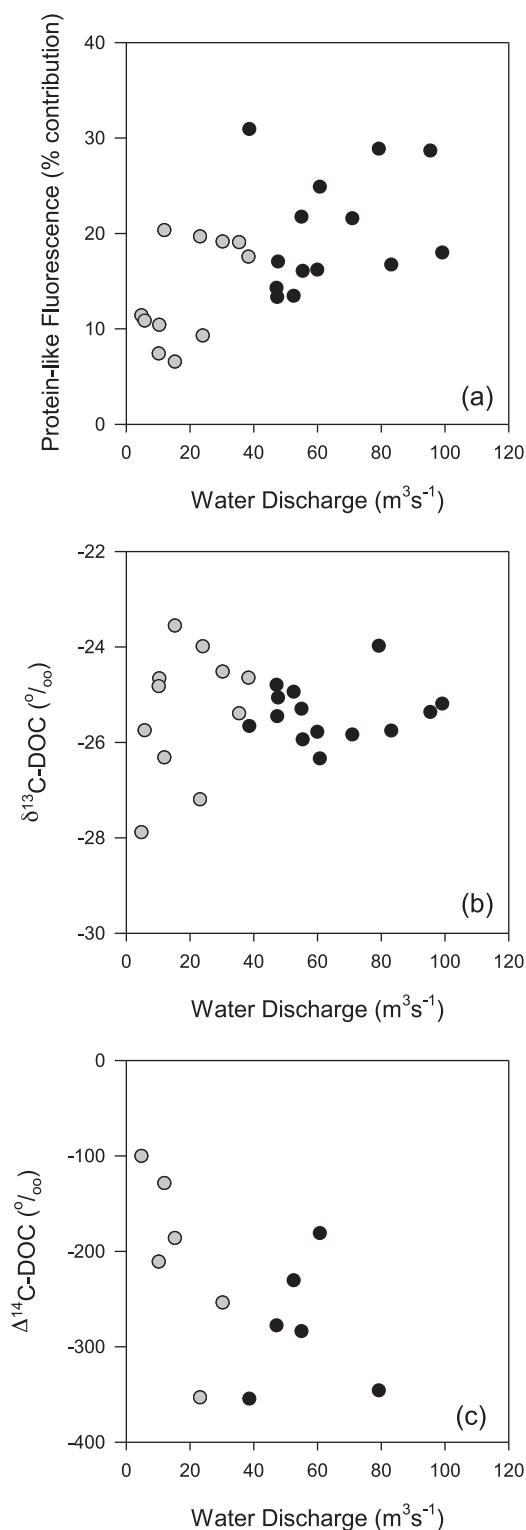 40
30
20
10
0
Protein-like Fluorescence (% contribution)
(a)
0 20 40 60 80 100 120
Water Discharge (m³s⁻¹)
-22
-24
-26
-28
-30
δ¹³C-DOC (⁰/₀₀)
(b)
0 20 40 60 80 100 120
Water Discharge (m³s⁻¹)
0
-100
-200
-300
-400
Δ¹⁴C-DOC (⁰/₀₀)
(c)
0 20 40 60 80 100 120
Water Discharge (m³s⁻¹)